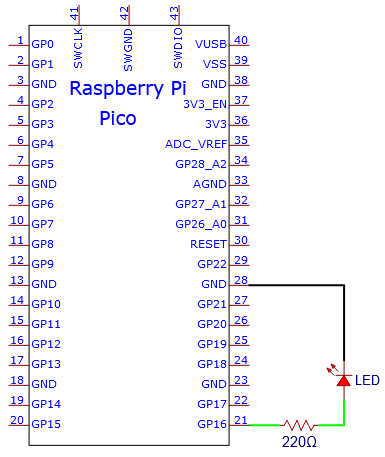 41 42 43
SWCLK SWGND SWDIO
Raspberry Pi
Pico
1 GP0 VUSB 40
2 GP1 VSS 39
3 GND GND 38
4 GP2 3V3_EN 37
5 GP3 3V3 36
6 GP4 ADC_VREF 35
7 GP5 GP28_A2 34
8 GND AGND 33
9 GP6 GP27_A1 32
10 GP7 GP26_A0 31
11 GP8 RESET 30
12 GP9 GP22 29
13 GND GND 28
14 GP10 GP21 27
15 GP11 GP20 26
16 GP12 GP19 25
17 GP13 GP18 24
18 GND GND 23
19 GP14 GP17 22
20 GP15 GP16 21
LED
220Ω